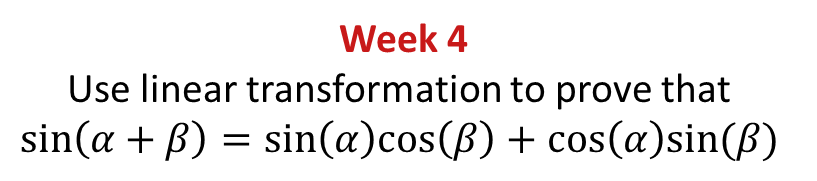 Week 4
Use linear transformation to prove that
sin(α + β) = sin(α)cos(β) + cos(α)sin(β)